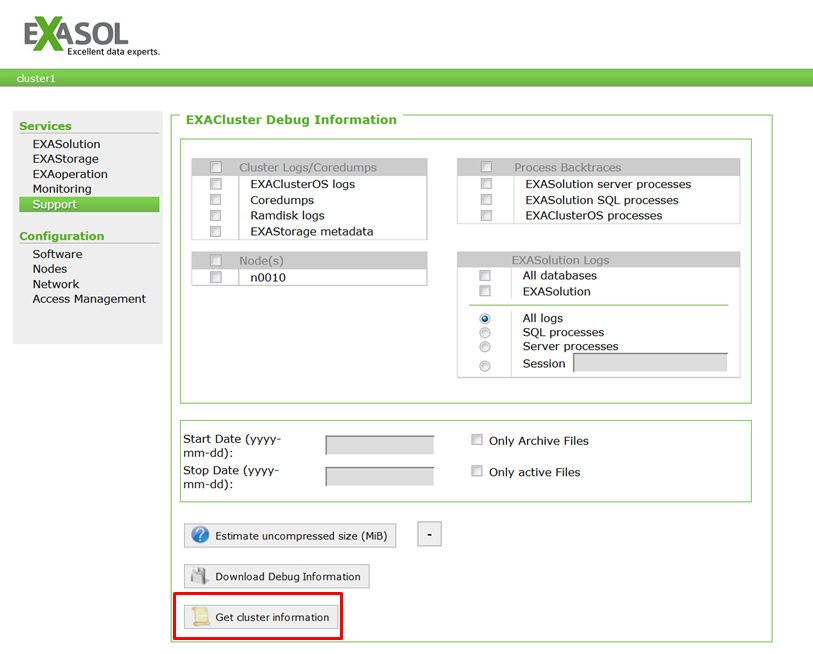 EXASOL
Excellent data experts.
cluster1
Services
EXASolution
EXAStorage
EXAoperation
Monitoring
Support
Configuration
Software
Nodes
Network
Access Management
EXACluster Debug Information
Cluster Logs/Coredumps
EXAClusterOS logs
Coredumps
Ramdisk logs
EXAStorage metadata
Node(s)
n0010
Process Backtraces
EXASolution server processes
EXASolution SQL processes
EXAClusterOS processes
EXASolution Logs
All databases
EXASolution
All logs
SQL processes
Server processes
Session
Start Date (yyyy-
mm-dd):
Only Archive Files
Stop Date (yyyy-
mm-dd):
Only active Files
Estimate uncompressed size (MiB) -
Download Debug Information
Get cluster information